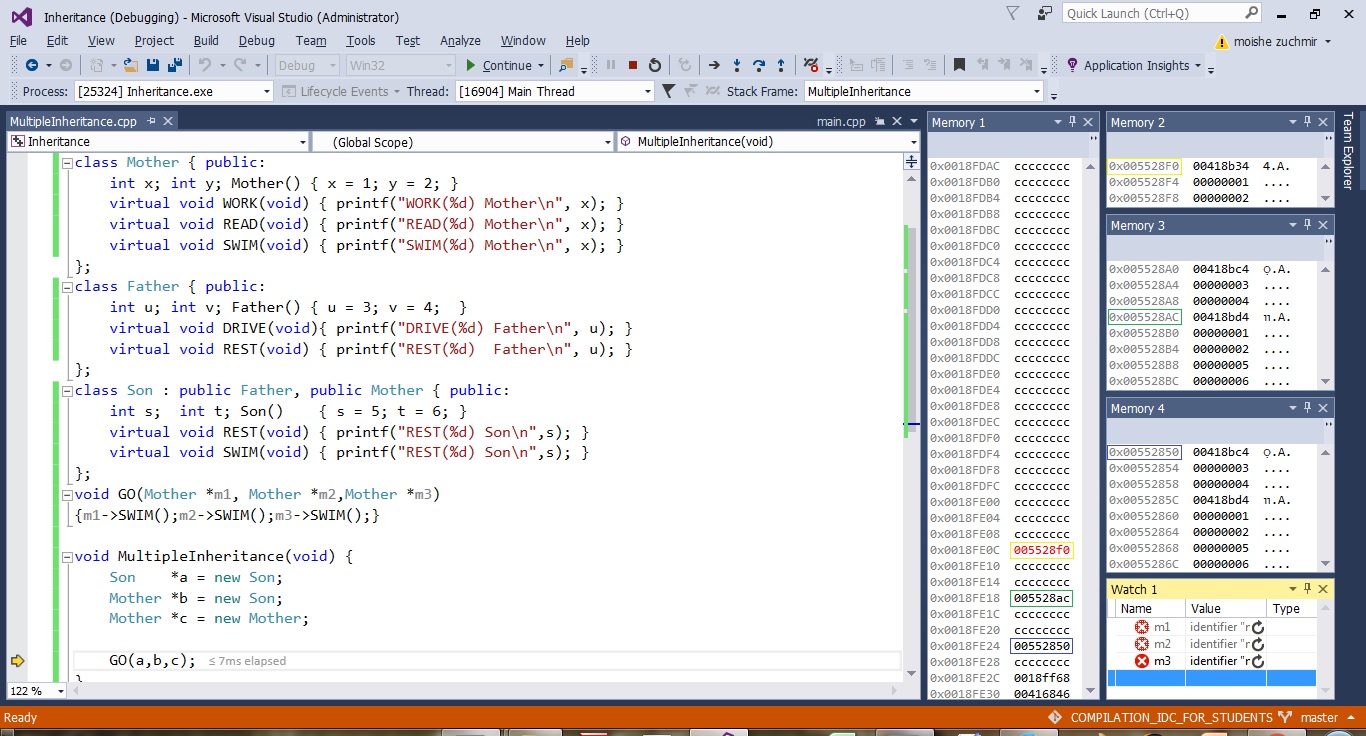 Inheritance (Debugging) - Microsoft Visual Studio (Administrator)
Quick Launch (Ctrl+Q)
File Edit View Project Build Debug Team Tools Test Analyze Window Help
moishe zuchmir
Debug Win32 Continue Application Insights
Process: [25324] Inheritance.exe Lifecycle Events Thread: [16904] Main Thread Stack Frame: MultipleInheritance
MultipleInheritance.cpp main.cpp
Inheritance (Global Scope) MultipleInheritance(void)
class Mother { public:
int x; int y; Mother() { x = 1; y = 2; }
virtual void WORK(void) { printf("WORK(%d) Mother\n", x); }
virtual void READ(void) { printf("READ(%d) Mother\n", x); }
virtual void SWIM(void) { printf("SWIM(%d) Mother\n", x); }
};
class Father { public:
int u; int v; Father() { u = 3; v = 4;  }
virtual void DRIVE(void){ printf("DRIVE(%d) Father\n", u); }
virtual void REST(void) { printf("REST(%d)  Father\n", u); }
};
class Son : public Father, public Mother { public:
int s;  int t; Son()    { s = 5; t = 6; }
virtual void REST(void) { printf("REST(%d) Son\n",s); }
virtual void SWIM(void) { printf("REST(%d) Son\n",s); }
};
void GO(Mother *m1, Mother *m2,Mother *m3)
{m1->SWIM();m2->SWIM();m3->SWIM();}
void MultipleInheritance(void) {
Son    *a = new Son;
Mother *b = new Son;
Mother *c = new Mother;
GO(a,b,c); ≤ 7ms elapsed
}
122 %
Memory 1
0x0018FDAC cccccccc
0x0018FDB0 cccccccc
0x0018FDB4 cccccccc
0x0018FDB8 cccccccc
0x0018FDBC cccccccc
0x0018FDC0 cccccccc
0x0018FDC4 cccccccc
0x0018FDC8 cccccccc
0x0018FDCC cccccccc
0x0018FDD0 cccccccc
0x0018FDD4 cccccccc
0x0018FDD8 cccccccc
0x0018FDDC cccccccc
0x0018FDE0 cccccccc
0x0018FDE4 cccccccc
0x0018FDE8 cccccccc
0x0018FDEC cccccccc
0x0018FDF0 cccccccc
0x0018FDF4 cccccccc
0x0018FDF8 cccccccc
0x0018FDFC cccccccc
0x0018FE00 cccccccc
0x0018FE04 cccccccc
0x0018FE08 cccccccc
0x0018FE0C 005528f0
0x0018FE10 cccccccc
0x0018FE14 cccccccc
0x0018FE18 005528ac
0x0018FE1C cccccccc
0x0018FE20 cccccccc
0x0018FE24 00552850
0x0018FE28 cccccccc
0x0018FE2C 0018ff68
0x0018FE30 00416846
Memory 2
0x005528F0 00418b34 4.A.
0x005528F4 00000001 ....
0x005528F8 00000002 ....
Memory 3
0x005528A0 00418bc4 .A.
0x005528A4 00000003 ....
0x005528A8 00000004 ....
0x005528AC 00418bd4 .A.
0x005528B0 00000001 ....
0x005528B4 00000002 ....
0x005528B8 00000005 ....
0x005528BC 00000006 ....
Memory 4
0x00552850 00418bc4 .A.
0x00552854 00000003 ....
0x00552858 00000004 ....
0x0055285C 00418bd4 .A.
0x00552860 00000001 ....
0x00552864 00000002 ....
0x00552868 00000005 ....
0x0055286C 00000006 ....
Watch 1
Name Value Type
m1 identifier "r
m2 identifier "r
m3 identifier "r
Team Explorer
Ready COMPILATION_IDC_FOR_STUDENTS master